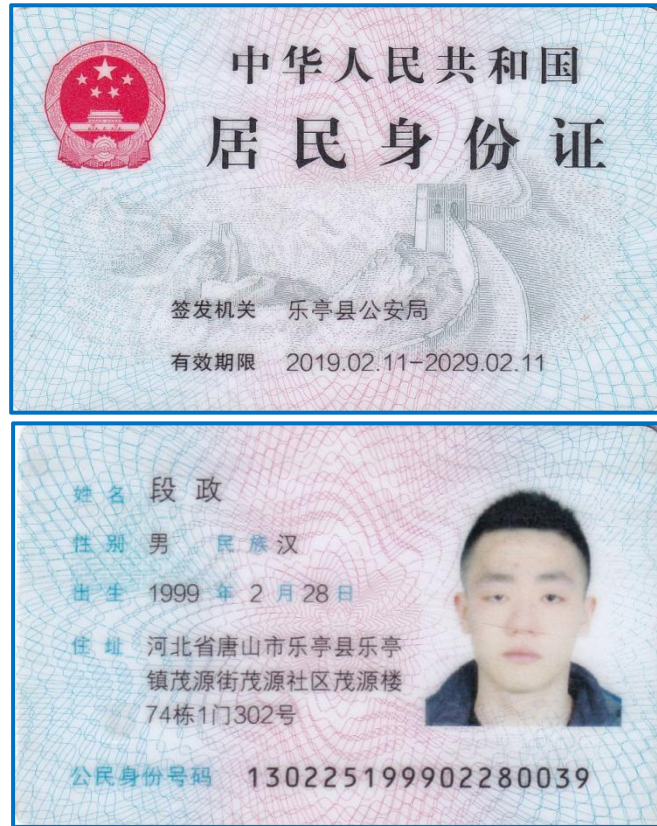 中华人民共和国
居民身份证
签发机关 乐亭县公安局
有效期限 2019.02.11-2029.02.11
姓名 段政
性别 男 民族 汉
出生 1999 年 2 月 28 日
住址 河北省唐山市乐亭县乐亭
镇茂源街茂源社区茂源楼
74栋1门302号
公民身份号码 130225199902280039